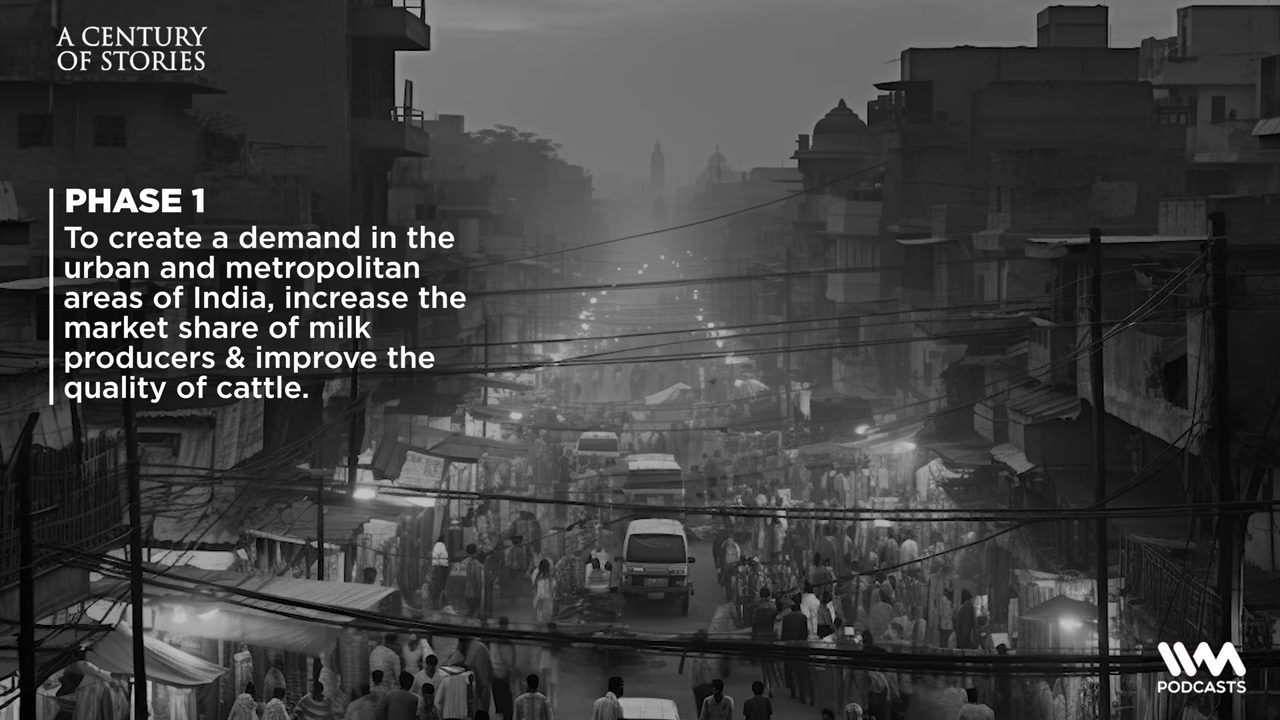 A CENTURY
OF STORIES
PHASE 1
To create a demand in the
urban and metropolitan
areas of India, increase the
market share of milk
producers & improve the
quality of cattle.
IVM
PODCASTS